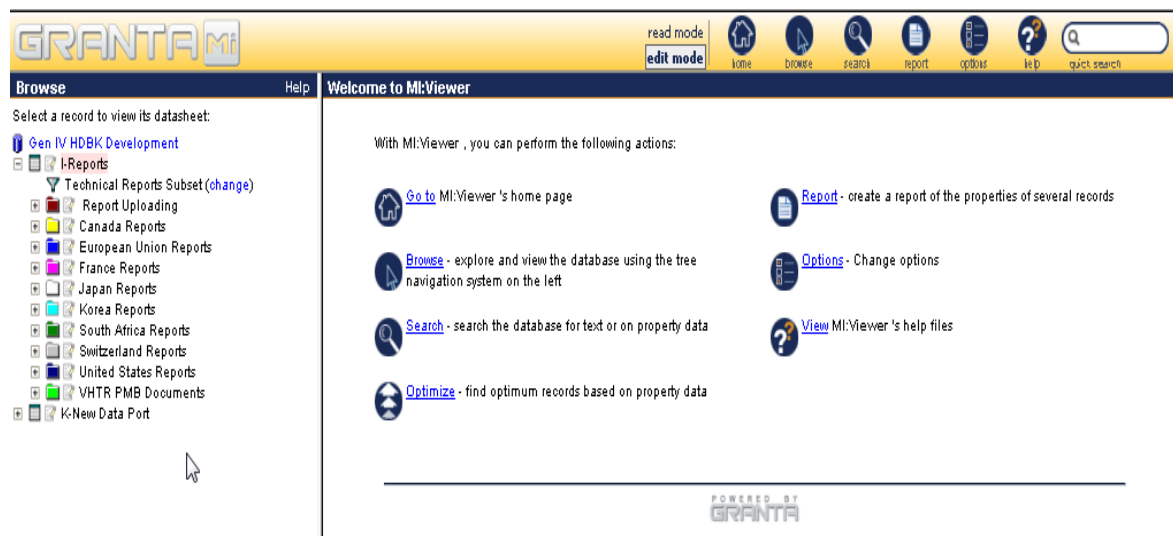 GRANTA Mi
read mode
edit mode
home browse search report options help quick search
Browse Help
Select a record to view its datasheet:
Gen IV HDBK Development
I-Reports
Technical Reports Subset (change)
Report Uploading
Canada Reports
European Union Reports
France Reports
Japan Reports
Korea Reports
South Africa Reports
Switzerland Reports
United States Reports
VHTR PMB Documents
K-New Data Port
Welcome to MI:Viewer
With MI:Viewer , you can perform the following actions:
Go to MI:Viewer 's home page
Report - create a report of the properties of several records
Browse - explore and view the database using the tree
navigation system on the left
Options - Change options
Search - search the database for text or on property data
View MI:Viewer 's help files
Optimize - find optimum records based on property data
POWERED BY
GRANTA